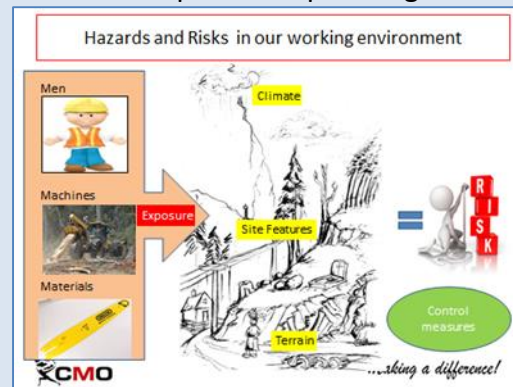 Hazards and Risks in our working environment
Men
Machines
Materials
Exposure
Climate
Site Features
Terrain
=
RISK
Control
measures
CMO
...making a difference!